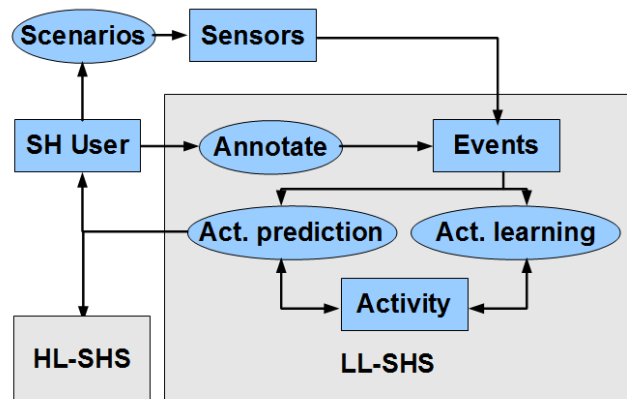 Scenarios
Sensors
SH User
Annotate
Events
Act. prediction
Act. learning
Activity
HL-SHS
LL-SHS